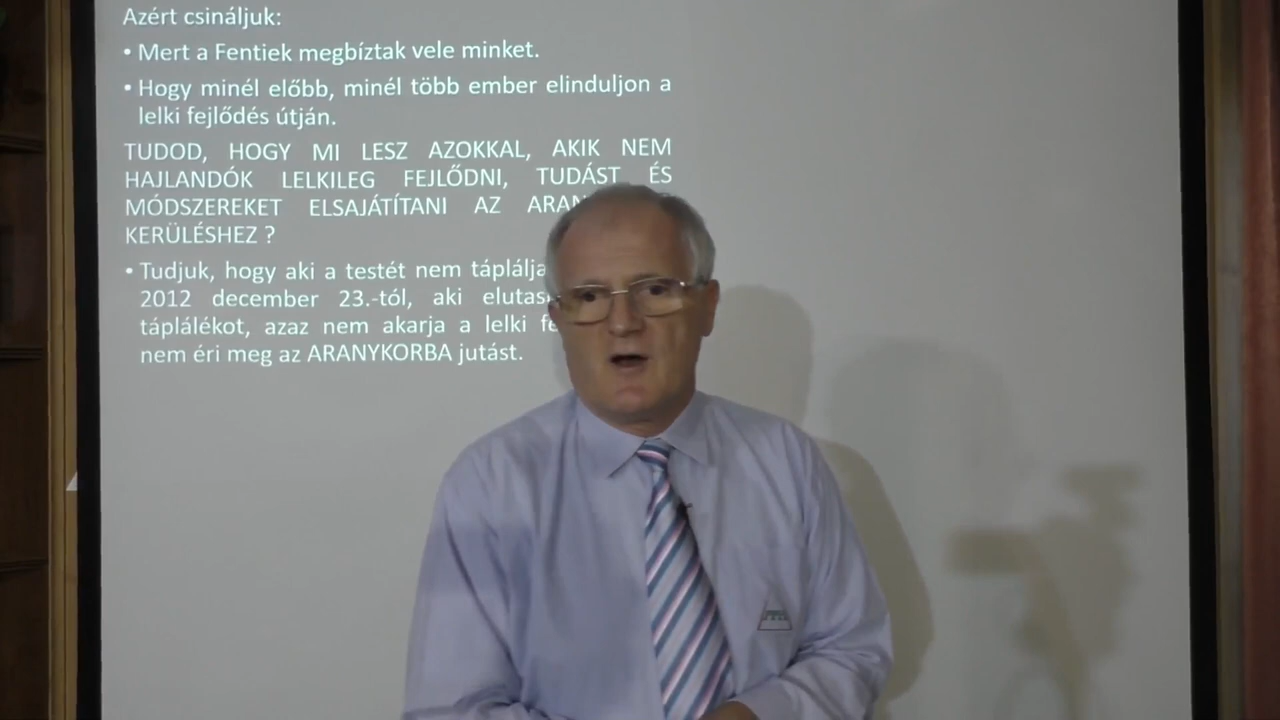 Azért csináljuk:
• Mert a Fentiek megbíztak vele minket.
• Hogy minél előbb, minél több ember elinduljon a
lelki fejlődés útján.
TUDOD, HOGY MI LESZ AZOKKAL, AKIK NEM
HAJLANDÓK LELKILEG FEJLŐDNI, TUDÁST ÉS
MÓDSZEREKET ELSAJÁTÍTANI AZ
KERÜLÉSHEZ ?
• Tudjuk, hogy aki a testét nem táplálja
2012 december 23.-tól, aki
táplálékot, azaz nem akarja a lelki
nem éri meg az ARANYKORBA jutást.